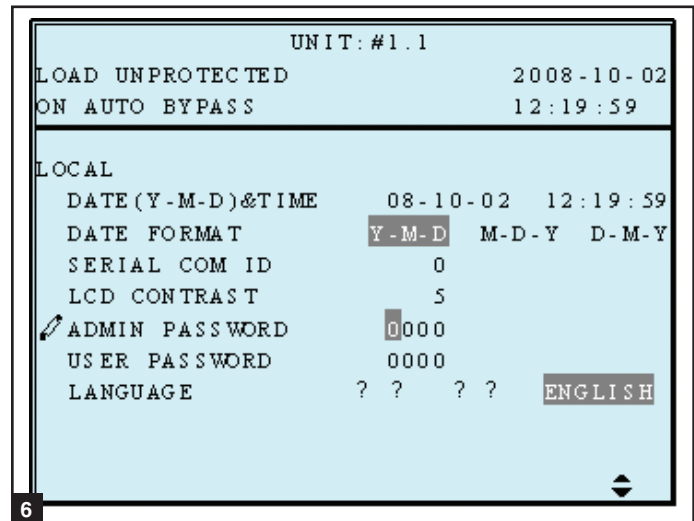 UNIT:#1.1
LOAD UNPROTECTED 2008-10-02
ON AUTO BYPASS 12:19:59
LOCAL
DATE(Y-M-D)&TIME 08-10-02 12:19:59
DATE FORMAT Y-M-D M-D-Y D-M-Y
SERIAL COM ID 0
LCD CONTRAST 5
ADMIN PASSWORD 0000
USER PASSWORD 0000
LANGUAGE ? ? ? ? ENGLISH
6